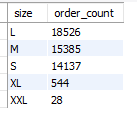 size order_count
L 18526
M 15385
S 14137
XL 544
XXL 28